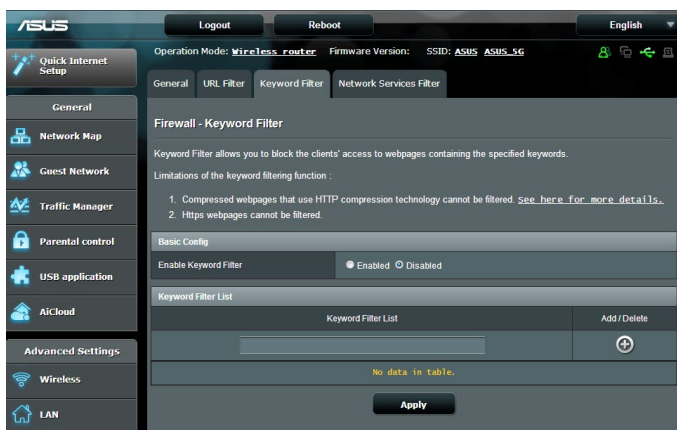 ASUS
Logout
Reboot
English
Operation Mode: Wireless router Firmware Version: SSID: ASUS ASUS_5G
Quick Internet
Setup
General
Network Map
Guest Network
Traffic Manager
Parental control
USB application
AiCloud
Advanced Settings
Wireless
LAN
General
URL Filter
Keyword Filter
Network Services Filter
Firewall - Keyword Filter
Keyword Filter allows you to block the clients' access to webpages containing the specified keywords.
Limitations of the keyword filtering function :
1. Compressed webpages that use HTTP compression technology cannot be filtered. See here for more details.
2. Https webpages cannot be filtered.
Basic Config
Enable Keyword Filter
Enabled Disabled
Keyword Filter List
Keyword Filter List
Add / Delete
No data in table.
Apply